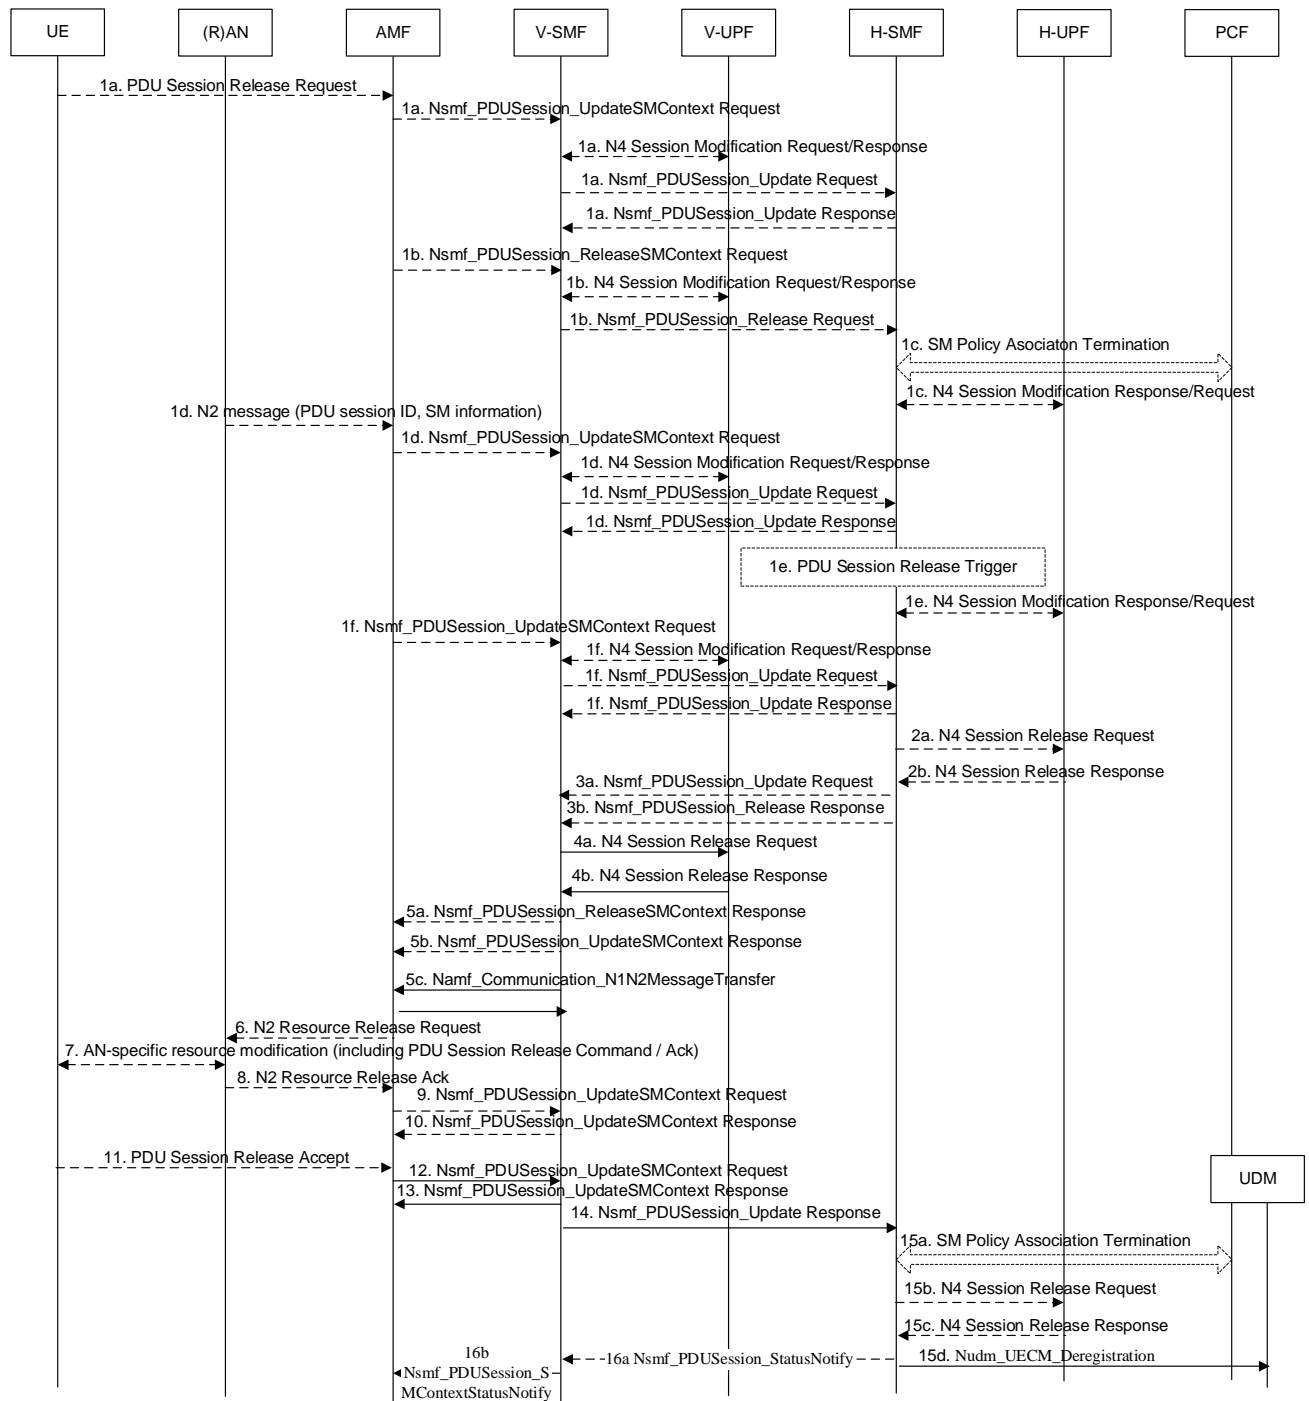 UE
(R)AN
AMF
V-SMF
V-UPF
H-SMF
H-UPF
PCF
1a. PDU Session Release Request
1a. Nsmf_PDUSession_UpdateSMContext Request
1a. N4 Session Modification Request/Response
1a. Nsmf_PDUSession_Update Request
1a. Nsmf_PDUSession_Update Response
1b. Nsmf_PDUSession_ReleaseSMContext Request
1b. N4 Session Modification Request/Response
1b. Nsmf_PDUSession_Release Request
1c. SM Policy Asociaton Termination
1c. N4 Session Modification Response/Request
1d. N2 message (PDU session ID, SM information)
1d. Nsmf_PDUSession_UpdateSMContext Request
1d. N4 Session Modification Request/Response
1d. Nsmf_PDUSession_Update Request
1d. Nsmf_PDUSession_Update Response
1e. PDU Session Release Trigger
1e. N4 Session Modification Response/Request
1f. Nsmf_PDUSession_UpdateSMContext Request
1f. N4 Session Modification Request/Response
1f. Nsmf_PDUSession_Update Request
1f. Nsmf_PDUSession_Update Response
2a. N4 Session Release Request
2b. N4 Session Release Response
3a. Nsmf_PDUSession_Update Request
3b. Nsmf_PDUSession_Release Response
4a. N4 Session Release Request
4b. N4 Session Release Response
5a. Nsmf_PDUSession_ReleaseSMContext Response
5b. Nsmf_PDUSession_UpdateSMContext Response
5c. Namf_Communication_N1N2MessageTransfer
6. N2 Resource Release Request
7. AN-specific resource modification (including PDU Session Release Command / Ack)
8. N2 Resource Release Ack
9. Nsmf_PDUSession_UpdateSMContext Request
10. Nsmf_PDUSession_UpdateSMContext Response
11. PDU Session Release Accept
12. Nsmf_PDUSession_UpdateSMContext Request
UDM
13. Nsmf_PDUSession_UpdateSMContext Response
14. Nsmf_PDUSession_Update Response
15a. SM Policy Association Termination
15b. N4 Session Release Request
15c. N4 Session Release Response
16a Nsmf_PDUSession_StatusNotify
15d. Nudm_UECM_Deregistration
16b
Nsmf_PDUSession_S
MContextStatusNotify